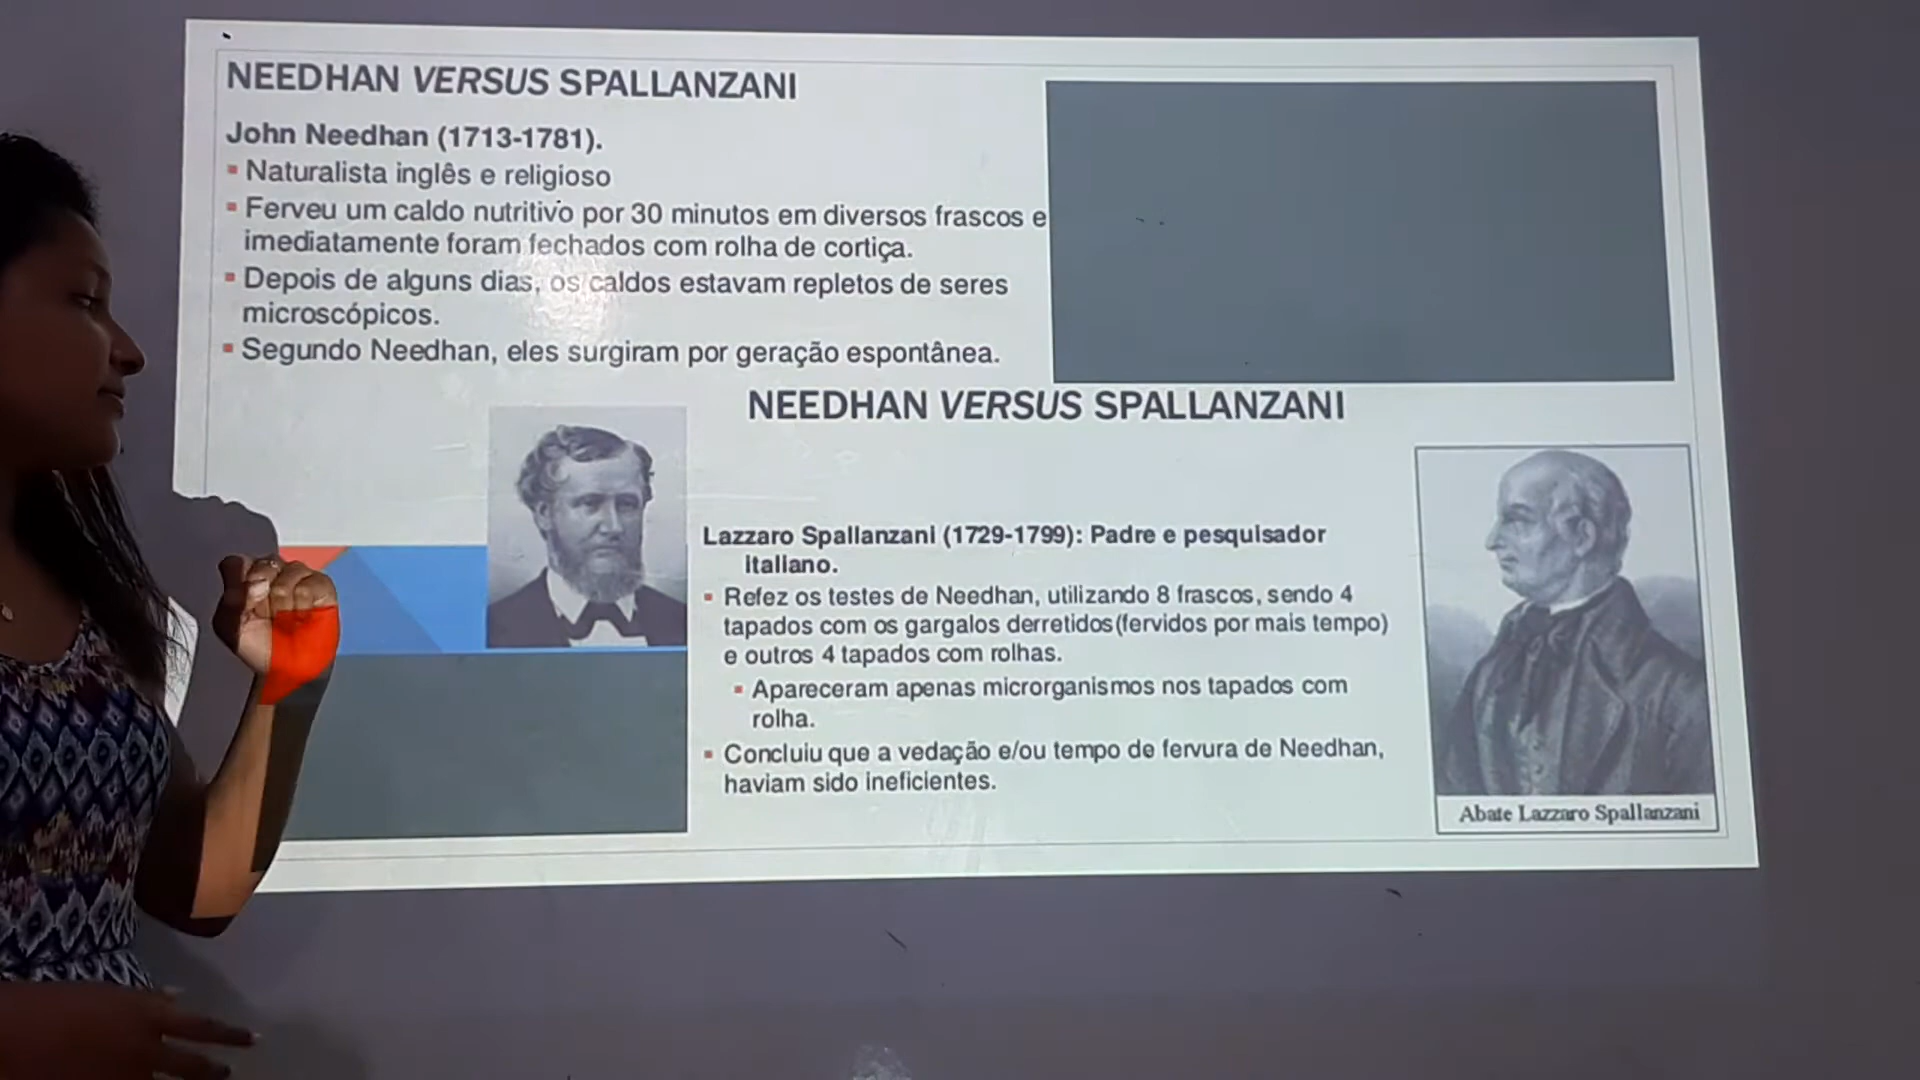 NEEDHAN VERSUS SPALLANZANI
John Needhan (1713-1781).
Naturalista inglês e religioso
Ferveu um caldo nutritivo por 30 minutos em diversos frascos e
imediatamente foram fechados com rolha de cortiça.
Depois de alguns dias, os caldos estavam repletos de seres
microscópicos.
Segundo Needhan, eles surgiram por geração espontânea.
NEEDHAN VERSUS SPALLANZANI
Lazzaro Spallanzani (1729-1799): Padre e pesquisador
italiano.
Refez os testes de Needhan, utilizando 8 frascos, sendo 4
tapados com os gargalos derretidos(fervidos por mais tempo)
e outros 4 tapados com rolhas.
Apareceram apenas microrganismos nos tapados com
rolha.
Concluiu que a vedação e/ou tempo de fervura de Needhan,
haviam sido ineficientes.
Abate Lazzaro Spallanzani